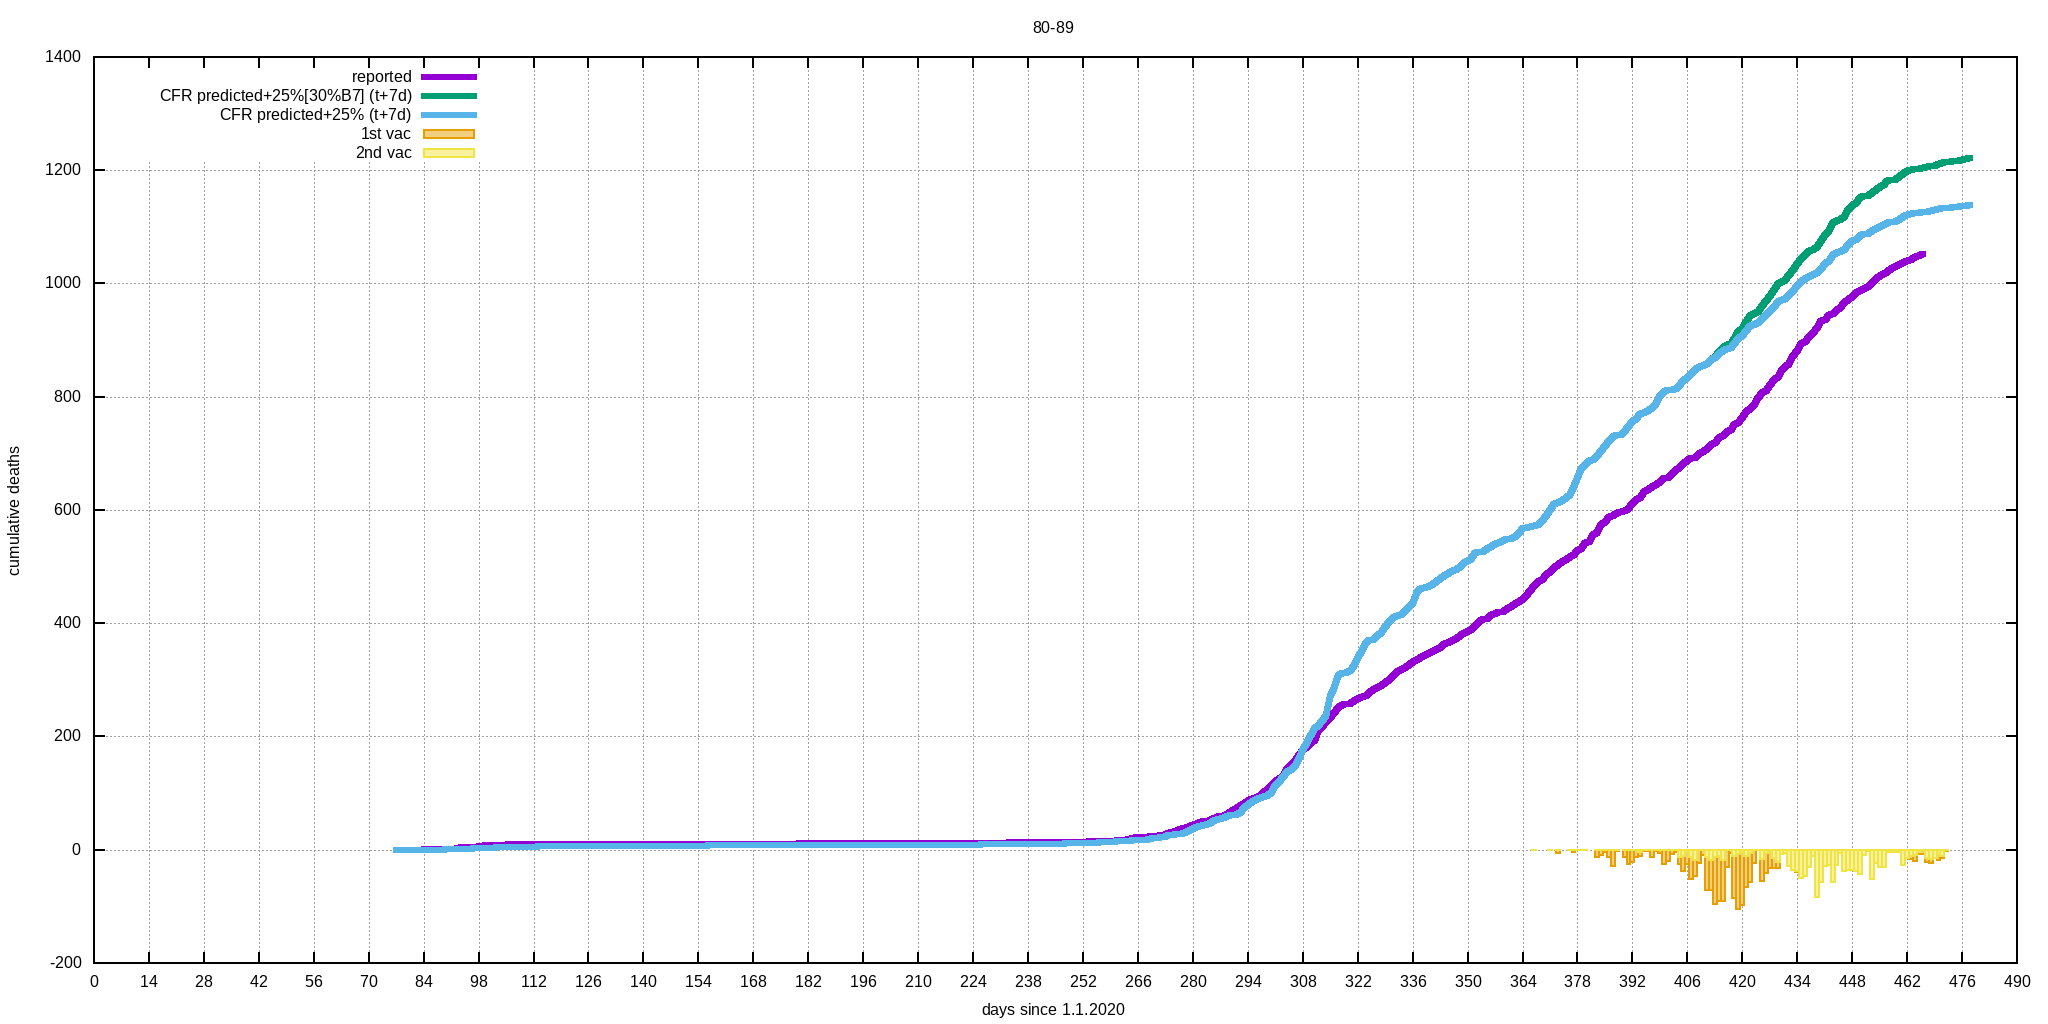 80-89
1400
1200
1000
800
600
400
200
0
-200
cumulative deaths
reported
CFR predicted+25%[30%B7] (t+7d)
CFR predicted+25% (t+7d)
1st vac
2nd vac
0 14 28 42 56 70 84 98 112 126 140 154 168 182 196 210 224 238 252 266 280 294 308 322 336 350 364 378 392 406 420 434 448 462 476 490
days since 1.1.2020